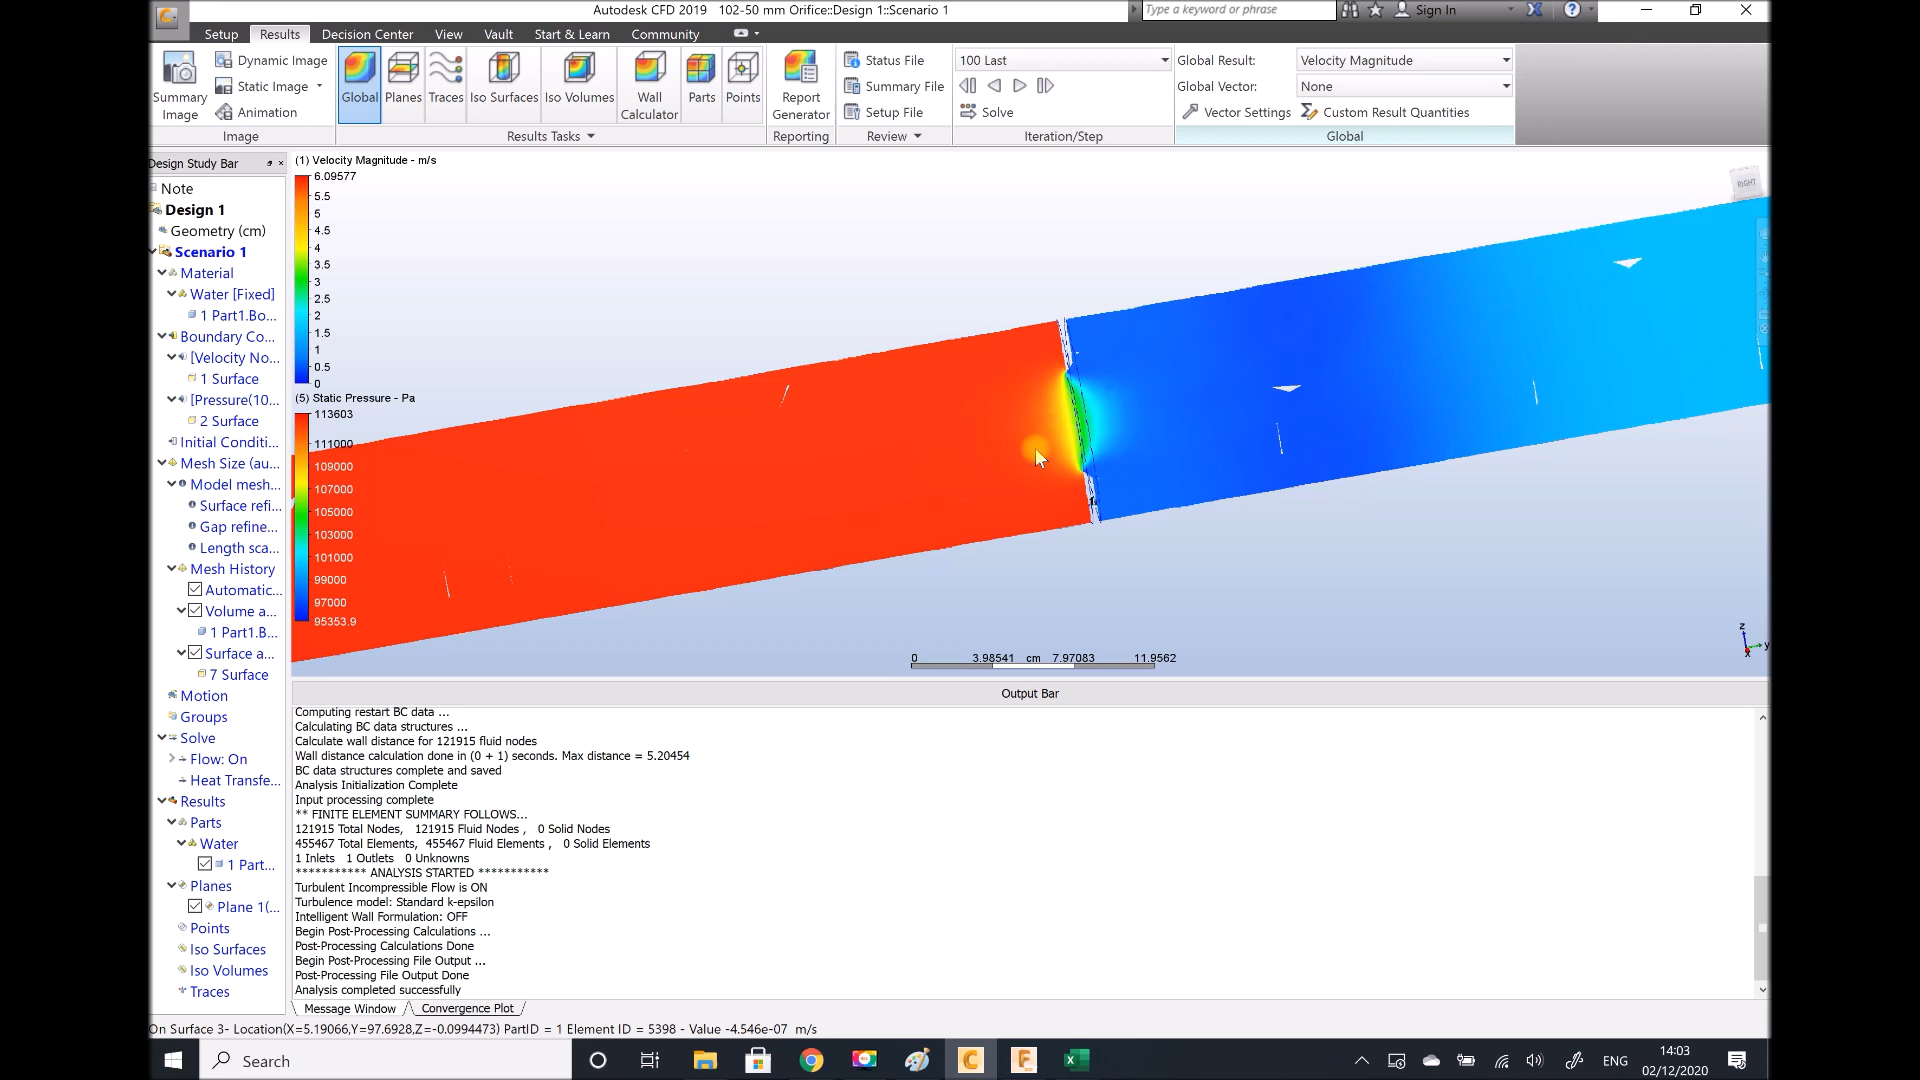 Autodesk CFD 2019 102-50 mm Orifice::Design 1::Scenario 1
Type a keyword or phrase
Sign In
Setup Results Decision Center View Vault Start & Learn Community
Summary Image
Dynamic Image
Static Image
Animation
Image
Global Planes Traces Iso Surfaces Iso Volumes Wall Calculator Parts Points
Results Tasks
Report Generator
Reporting
Status File
Summary File
Setup File
Review
100 Last
Solve
Iteration/Step
Global Result: Velocity Magnitude
Global Vector: None
Vector Settings Custom Result Quantities
Global
Design Study Bar
Note
Design 1
Geometry (cm)
Scenario 1
Material
Water [Fixed]
1 Part1.Bo...
Boundary Co...
[Velocity No...
1 Surface
[Pressure(10...
2 Surface
Initial Conditi...
Mesh Size (au...
Model mesh...
Surface refi...
Gap refine...
Length sca...
Mesh History
Automatic...
Volume a...
1 Part1.B...
Surface a...
7 Surface
Motion
Groups
Solve
Flow: On
Heat Transfe...
Results
Parts
Water
1 Part...
Planes
Plane 1(...
Points
Iso Surfaces
Iso Volumes
Traces
(1) Velocity Magnitude - m/s
6.09577
5.5
5
4.5
4
3.5
3
2.5
2
1.5
1
0.5
0
(5) Static Pressure - Pa
113603
111000
109000
107000
105000
103000
101000
99000
97000
95353.9
RIGHT
0 3.98541 cm 7.97083 11.9562
z
y
x
Output Bar
Computing restart BC data ...
Calculating BC data structures ...
Calculate wall distance for 121915 fluid nodes
Wall distance calculation done in (0 + 1) seconds. Max distance = 5.20454
BC data structures complete and saved
Analysis Initialization Complete
Input processing complete
** FINITE ELEMENT SUMMARY FOLLOWS...
121915 Total Nodes, 121915 Fluid Nodes , 0 Solid Nodes
455467 Total Elements, 455467 Fluid Elements , 0 Solid Elements
1 Inlets 1 Outlets 0 Unknowns
*********** ANALYSIS STARTED ***********
Turbulent Incompressible Flow is ON
Turbulence model: Standard k-epsilon
Intelligent Wall Formulation: OFF
Begin Post-Processing Calculations ...
Post-Processing Calculations Done
Begin Post-Processing File Output ...
Post-Processing File Output Done
Analysis completed successfully
Message Window Convergence Plot
On Surface 3- Location(X=5.19066,Y=97.6928,Z=-0.0994473) PartID = 1 Element ID = 5398 - Value -4.546e-07 m/s
Search
ENG
14:03
02/12/2020